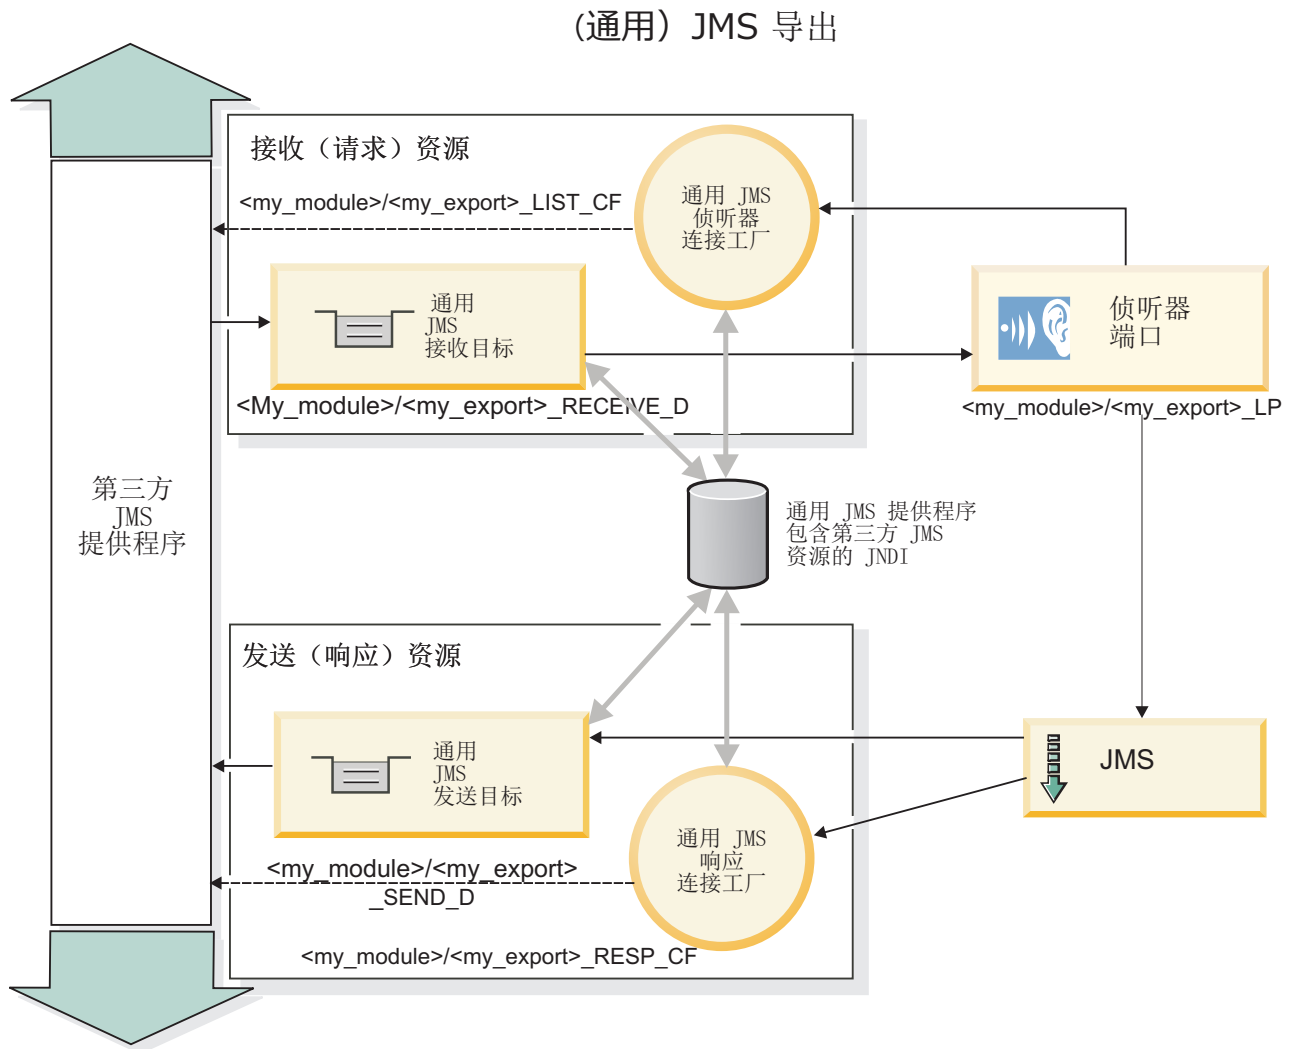 (通用）JMS 导出
接收（请求）资源
<my_module>/<my_export>_LIST_CF
通用 JMS
侦听器
连接工厂
通用
JMS
接收目标
<My_module>/<my_export>_RECEIVE_D
侦听器
端口
<my_module>/<my_export>_LP
第三方
JMS
提供程序
通用 JMS 提供程序
包含第三方 JMS
资源的 JNDI
发送（响应）资源
通用
JMS
发送目标
JMS
通用 JMS
响应
连接工厂
<my_module>/<my_export>
_SEND_D
<my_module>/<my_export>_RESP_CF